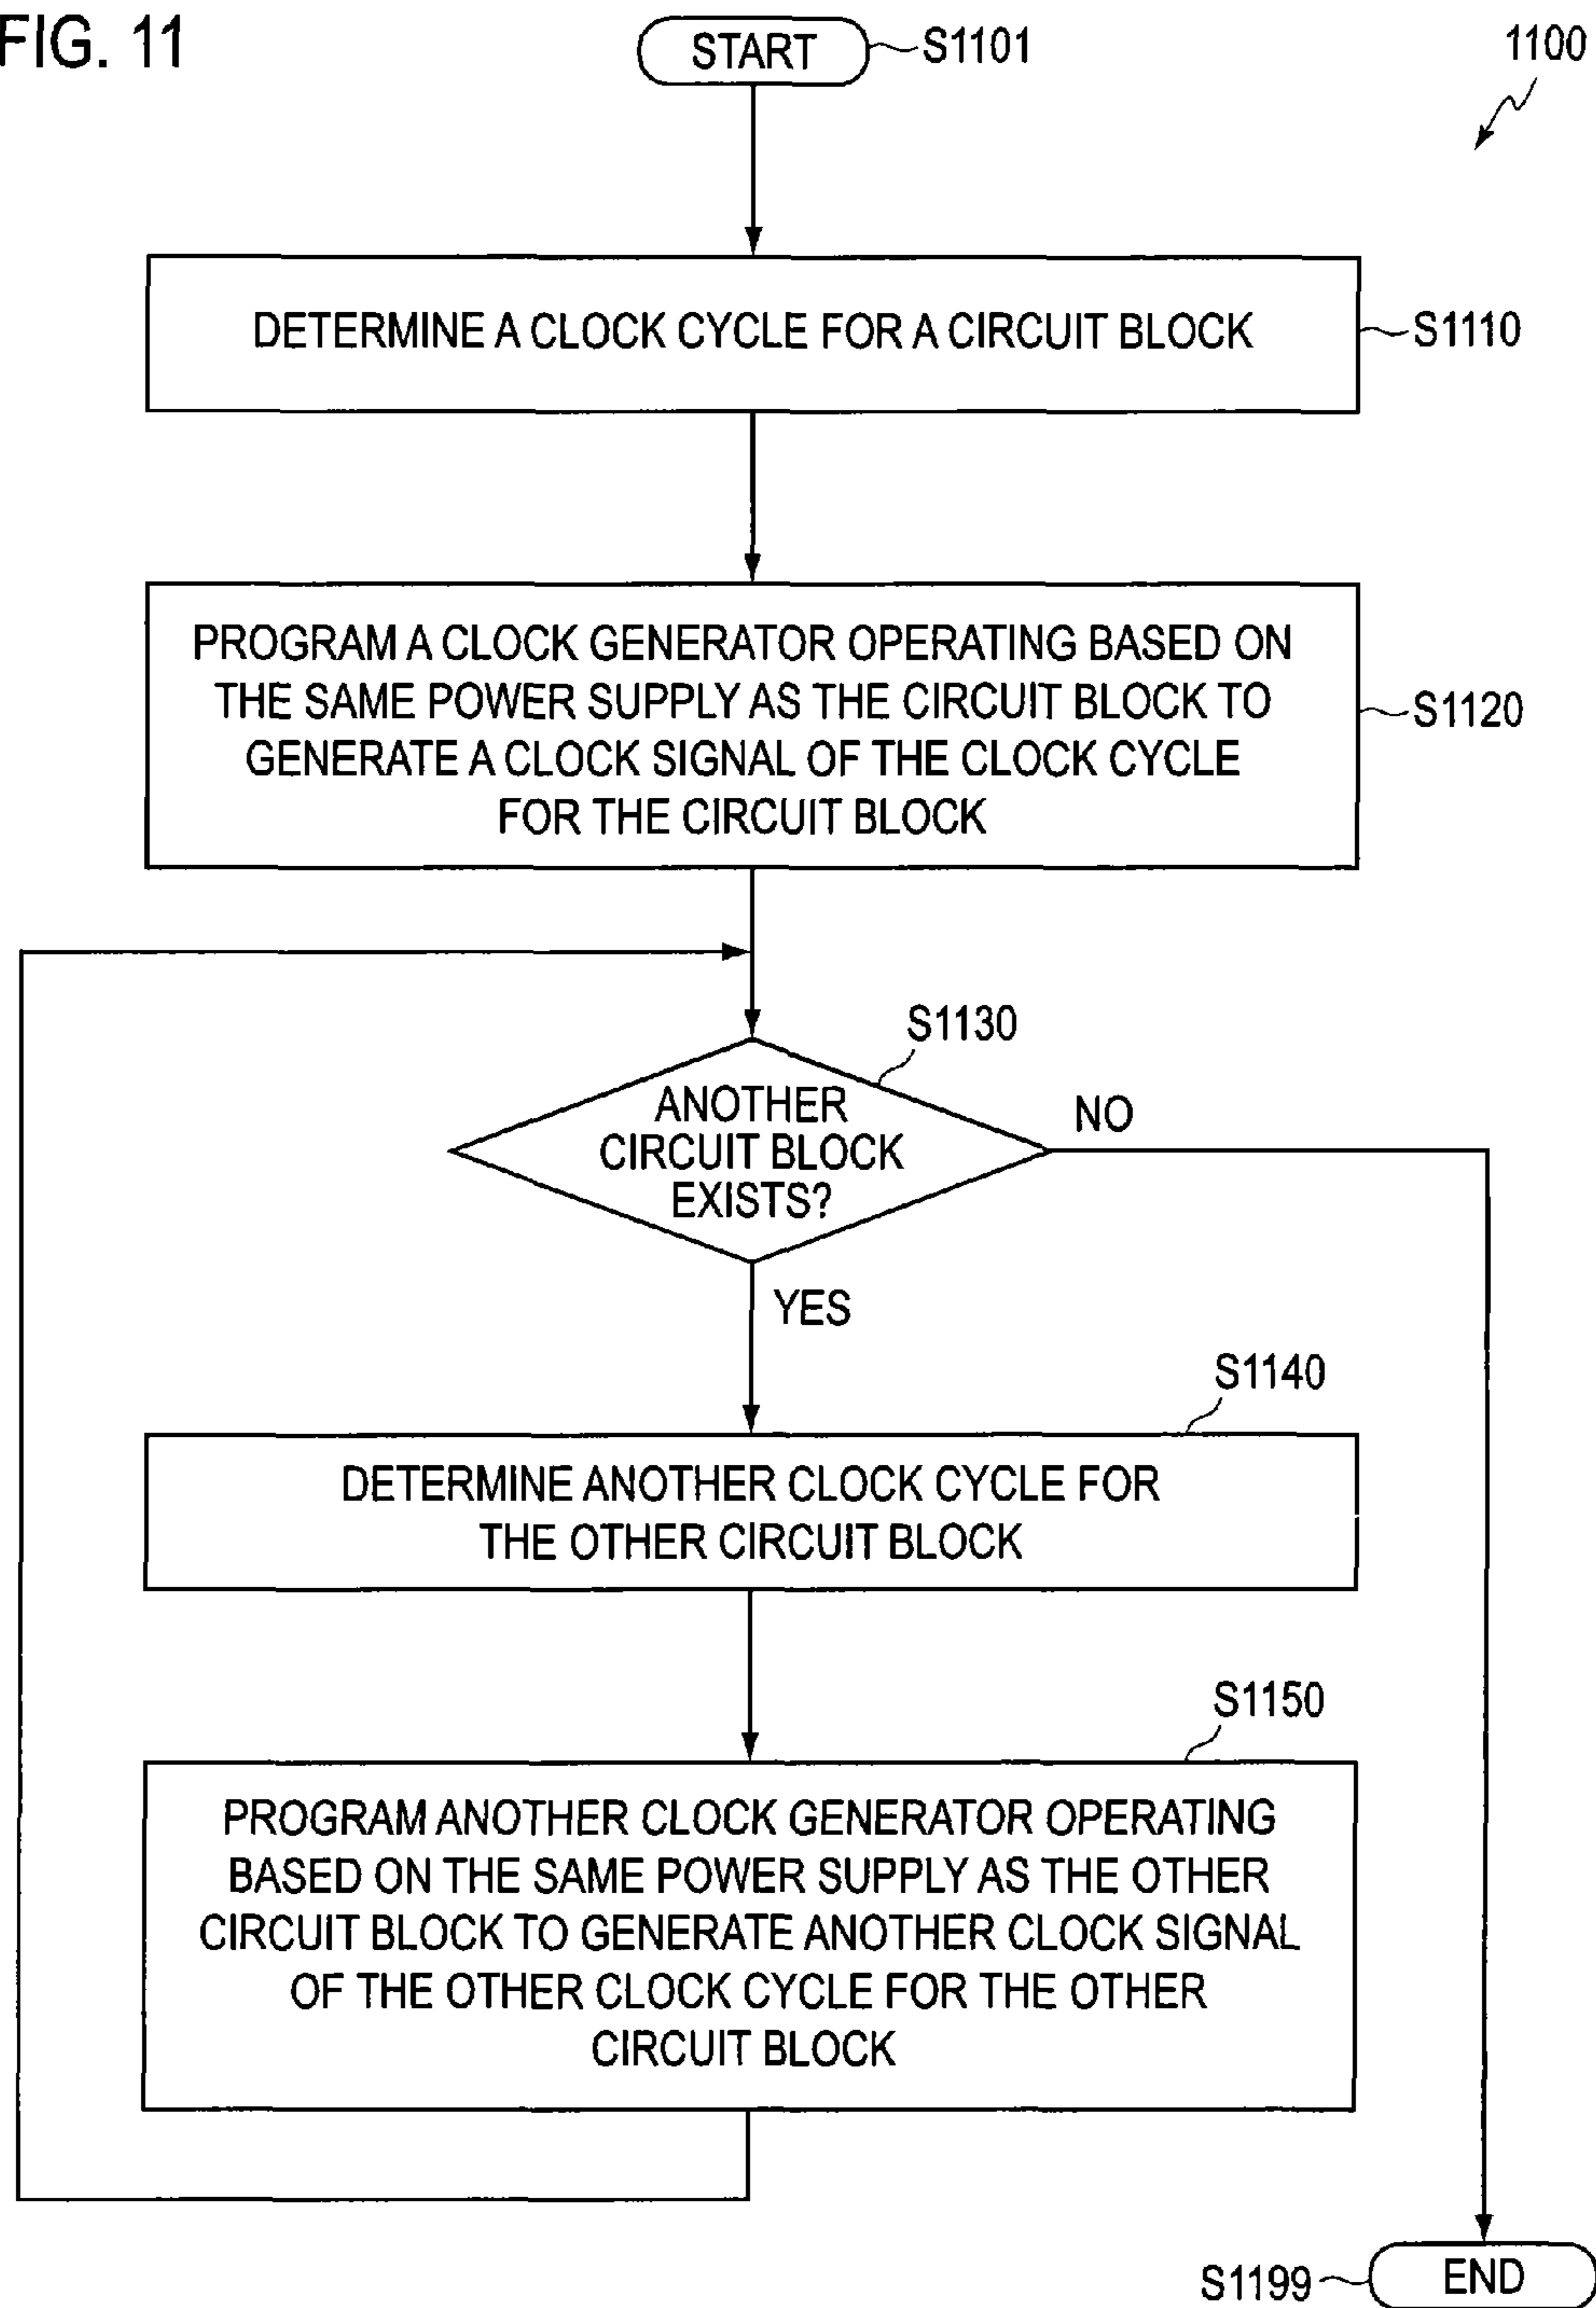 FIG. 11
START
S1101
1100
DETERMINE A CLOCK CYCLE FOR A CIRCUIT BLOCK
S1110
PROGRAM A CLOCK GENERATOR OPERATING BASED ON
THE SAME POWER SUPPLY AS THE CIRCUIT BLOCK TO
GENERATE A CLOCK SIGNAL OF THE CLOCK CYCLE
FOR THE CIRCUIT BLOCK
S1120
S1130
ANOTHER
CIRCUIT BLOCK
EXISTS?
NO
YES
S1140
DETERMINE ANOTHER CLOCK CYCLE FOR
THE OTHER CIRCUIT BLOCK
S1150
PROGRAM ANOTHER CLOCK GENERATOR OPERATING
BASED ON THE SAME POWER SUPPLY AS THE OTHER
CIRCUIT BLOCK TO GENERATE ANOTHER CLOCK SIGNAL
OF THE OTHER CLOCK CYCLE FOR THE OTHER
CIRCUIT BLOCK
S1199
END